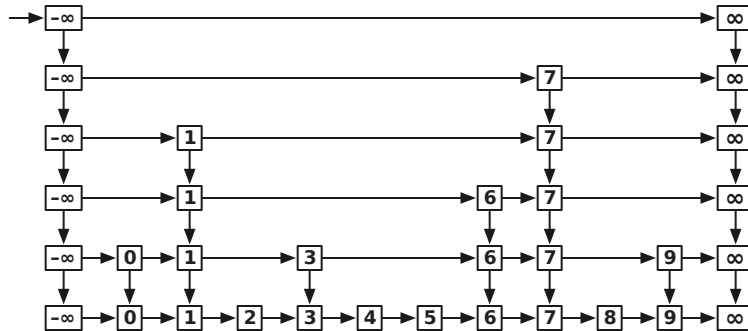 -∞ ∞
-∞ 7 ∞
-∞ 1 7 ∞
-∞ 1 6 7 ∞
-∞ 0 1 3 6 7 9 ∞
-∞ 0 1 2 3 4 5 6 7 8 9 ∞